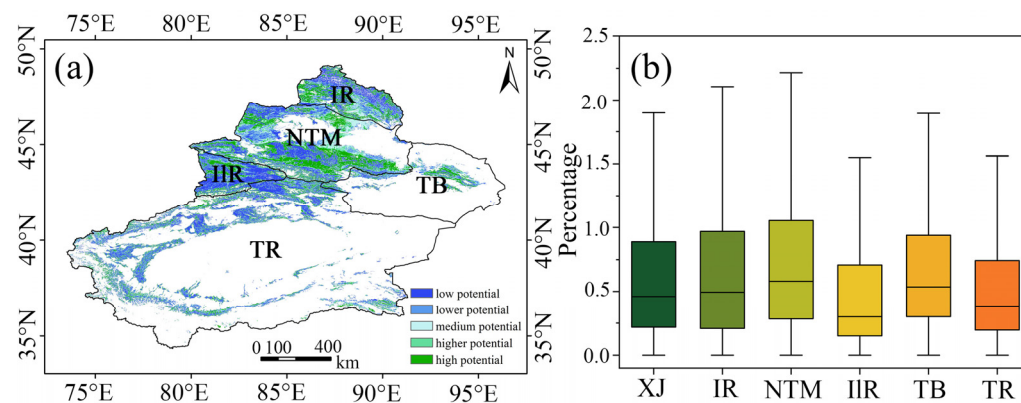 75°E 80°E 85°E 90°E 95°E
50°N
45°N
40°N
35°N
(a)
N
IR
NTM
IIR
TB
TR
low potential
lower potential
medium potential
higher potential
high potential
0 100 400
km
50°N
45°N
40°N
35°N
75°E 80°E 85°E 90°E 95°E
(b)
Percentage
2.5
2.0
1.5
1.0
0.5
0.0
XJ IR NTM IIR TB TR